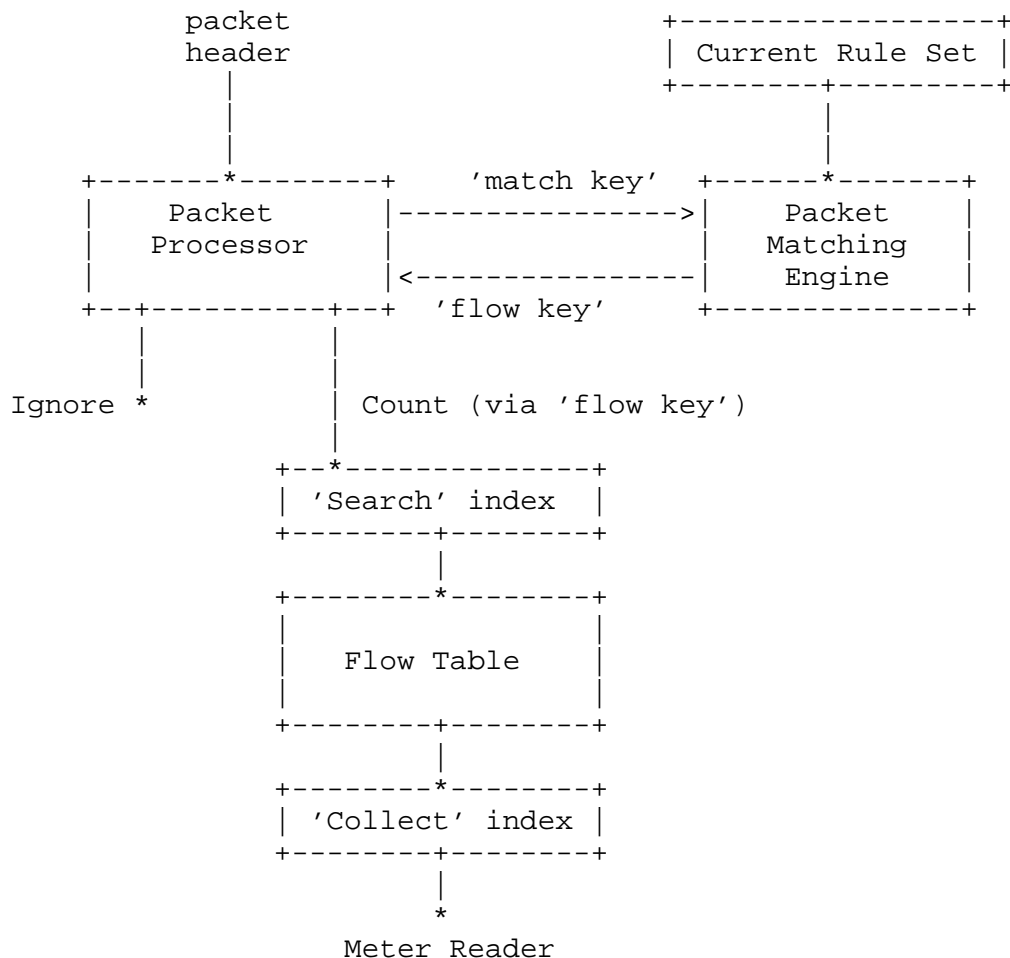 packet
header
Current Rule Set
'match key'
Packet
Processor
Packet
Matching
Engine
'flow key'
Ignore *
Count (via 'flow key')
'Search' index
Flow Table
'Collect' index
Meter Reader